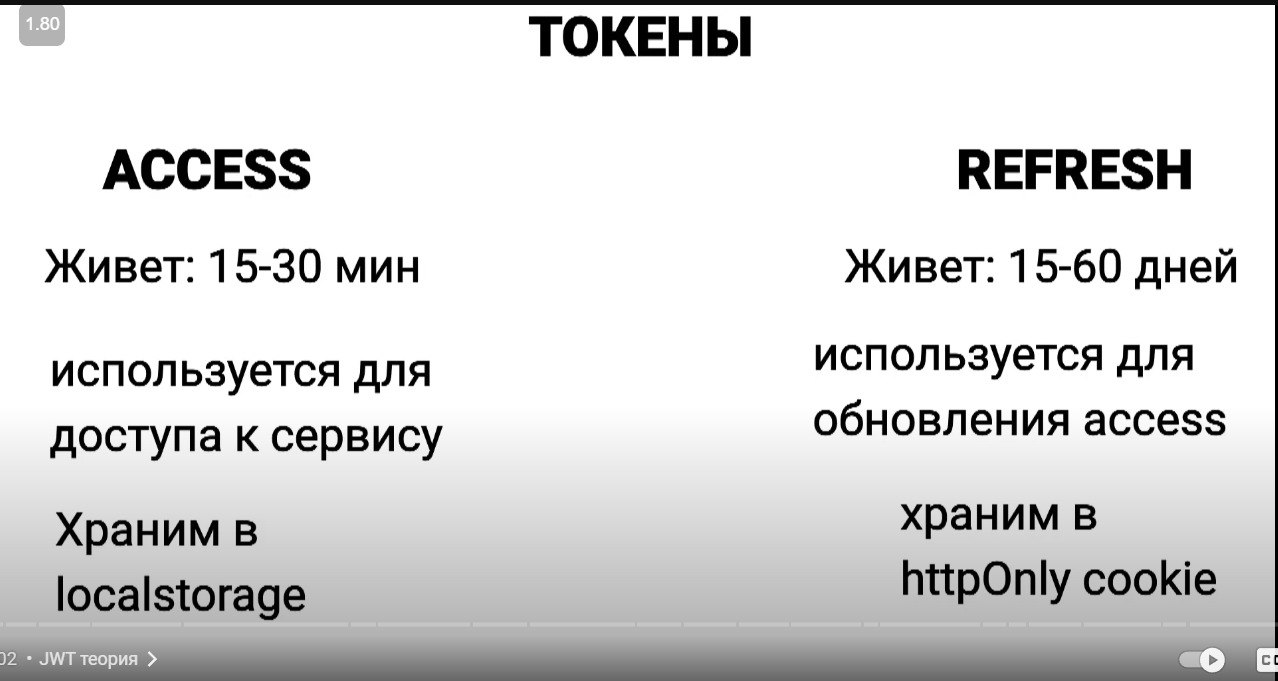 1.80
ТОКЕНЫ
ACCESS
Живет: 15-30 мин
используется для
доступа к сервису
Храним в
localstorage
REFRESH
Живет: 15-60 дней
используется для
обновления access
храним в
httpOnly cookie
02 • JWT теория